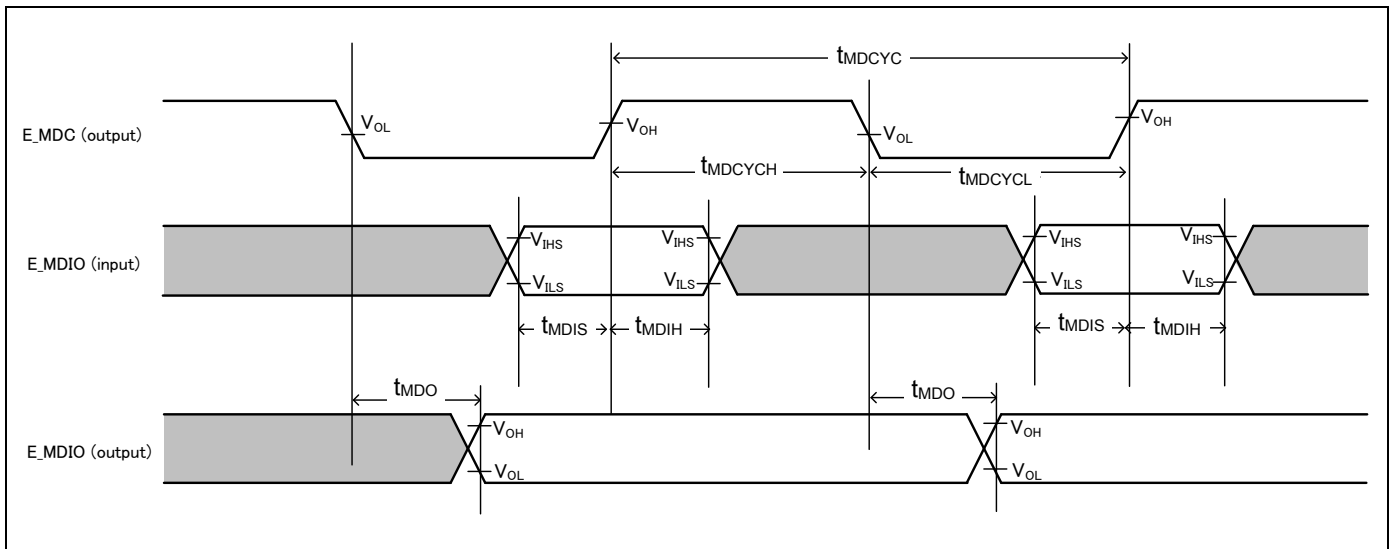 tMDCYC
E_MDC (output)
VOL
VOH
VOL
VOH
tMDCYCH
tMDCYCL
E_MDIO (input)
VIHS
VIHS
VIHS
VIHS
VILS
VILS
VILS
VILS
tMDIS
tMDIH
tMDIS
tMDIH
tMDO
tMDO
E_MDIO (output)
VOH
VOH
VOL
VOL